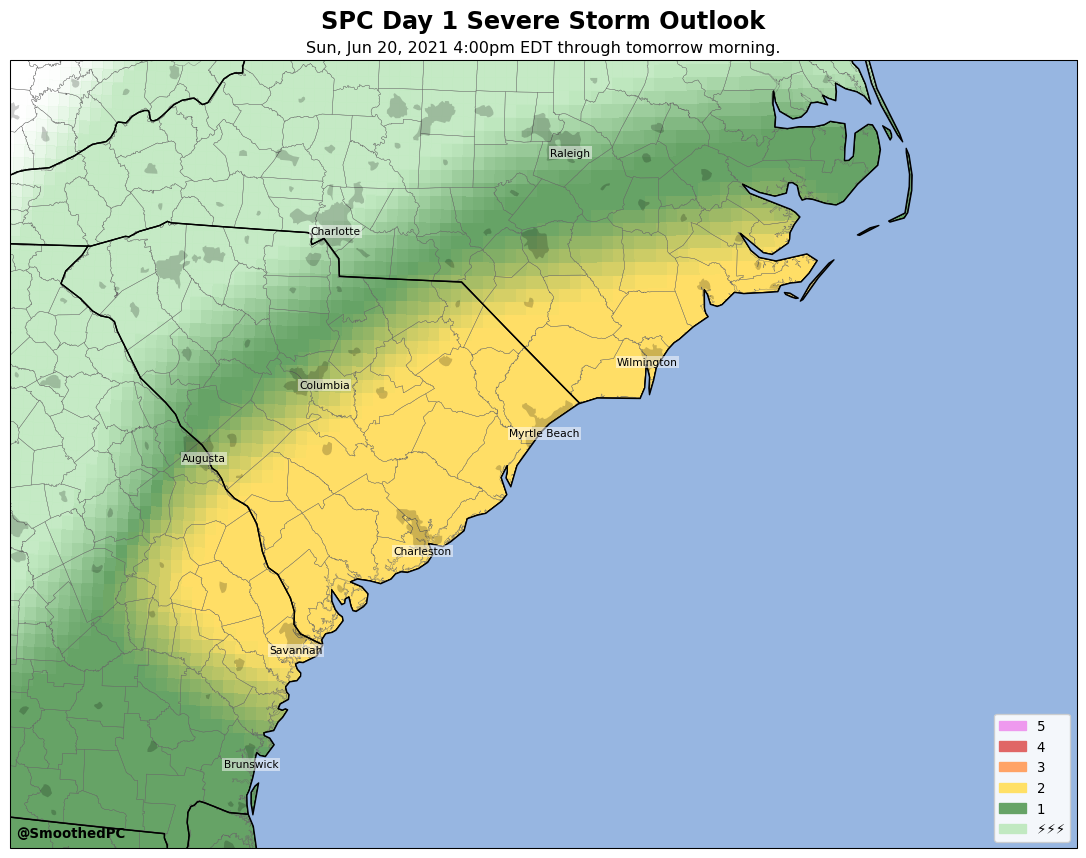 SPC Day 1 Severe Storm Outlook
Sun, Jun 20, 2021 4:00pm EDT through tomorrow morning.
Raleigh
Charlotte
Wilmington
Columbia
Myrtle Beach
Augusta
Charleston
Savannah
Brunswick
5
4
3
2
1
⚡⚡⚡
@SmoothedPC